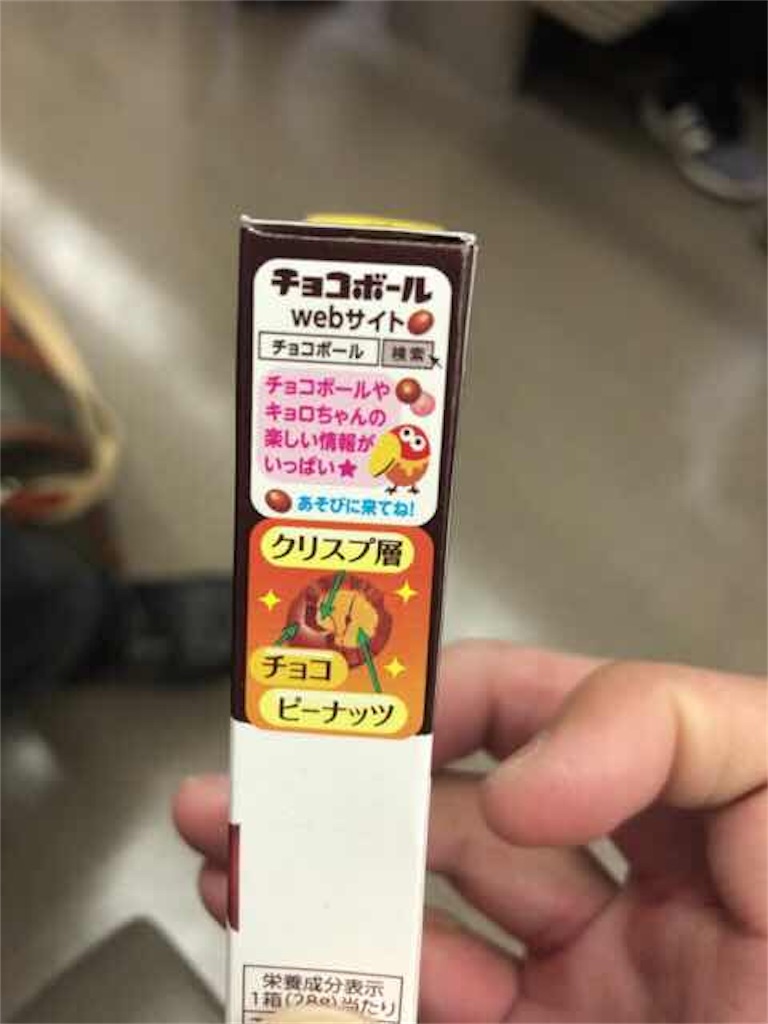 チョコボール
webサイト
チョコボール 検索
チョコボールや
キョロちゃんの
楽しい情報が
いっぱい★
あそびに来てね!
クリスプ層
チョコ
ピーナッツ
栄養成分表示
1箱(28g)当たり